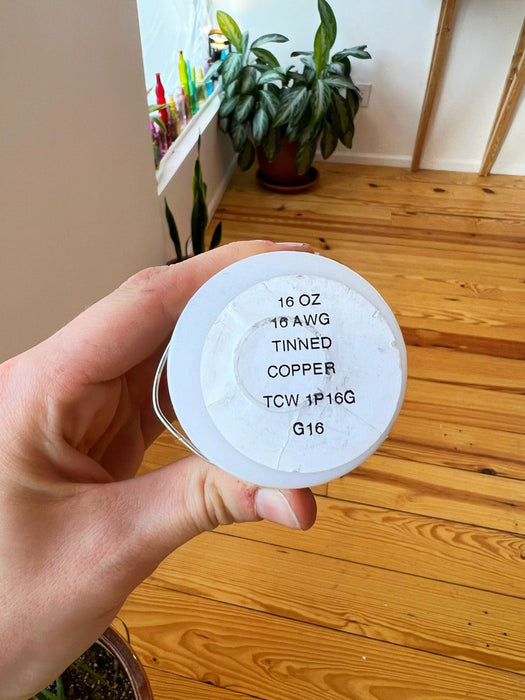 16 OZ
16 AWG
TINNED
COPPER
TCW 1P16G
G16